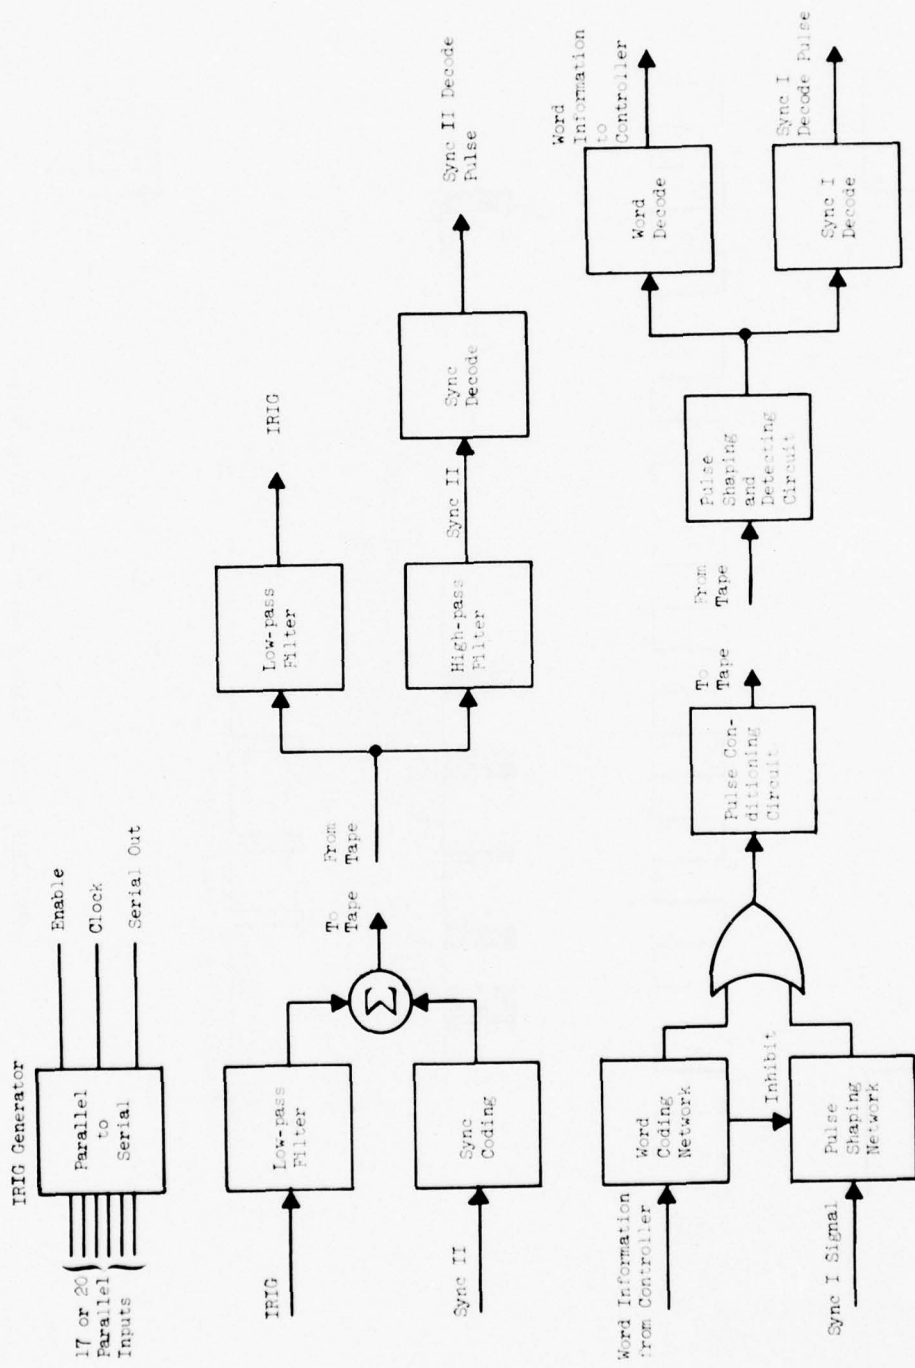 IRIG Generator
17 or 20
Parallel
Inputs
Parallel
to
Serial
Enable
Clock
Serial Out
IRIG
Low-pass
Filter
Sync II
Sync
Coding
Σ
To
Tape
From
Tape
Low-pass
Filter
IRIG
High-pass
Filter
Sync II
Sync
Decode
Sync II Decode
Pulse
Word Information
from Controller
Word
Coding
Network
Inhibit
Sync I Signal
Pulse
Shaping
Network
Pulse Con-
ditioning
Circuit
To
Tape
From
Tape
Pulse
Shaping
and
Detecting
Circuit
Word
Decode
Word
Information
to
Controller
Sync I
Decode
Sync I
Decode Pulse